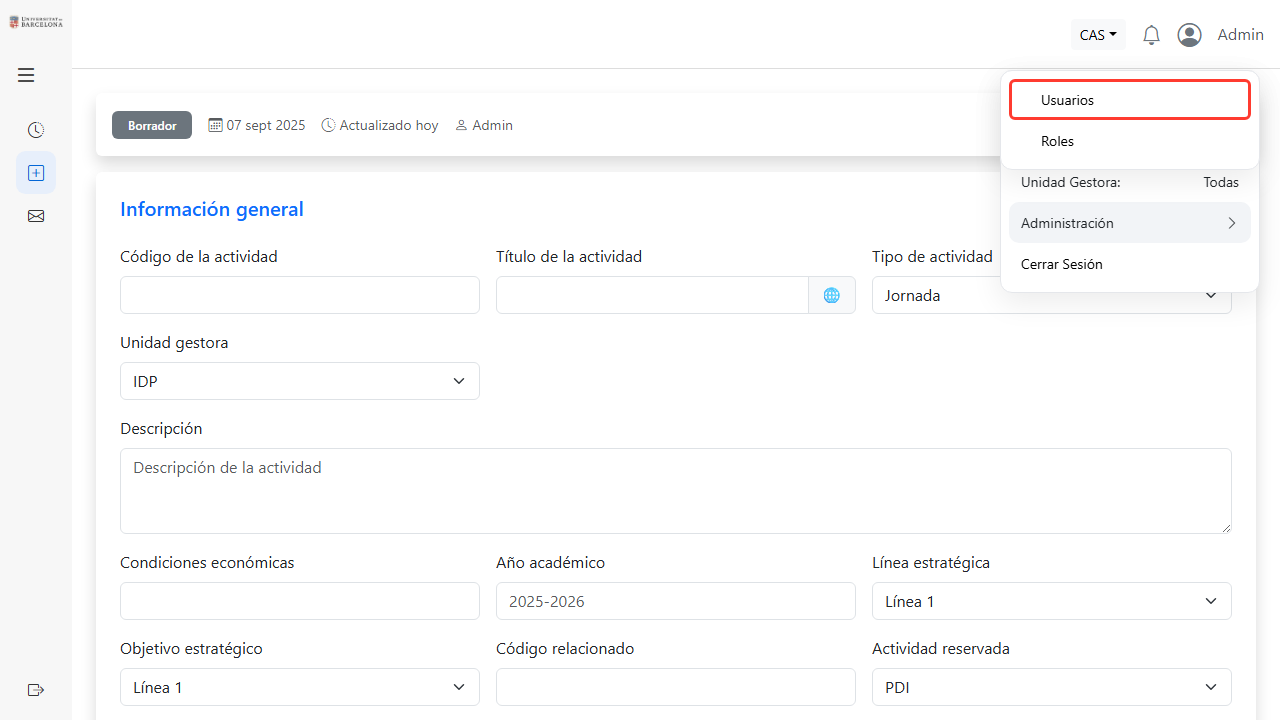 UNIVERSITAT DE
BARCELONA
CAS
Admin
Usuarios
Roles
Unidad Gestora: Todas
Administración
Cerrar Sesión
Borrador 07 sept 2025 Actualizado hoy Admin
Información general
Código de la actividad Título de la actividad Tipo de actividad
Jornada
Unidad gestora
IDP
Descripción
Descripción de la actividad
Condiciones económicas Año académico Línea estratégica
2025-2026 Línea 1
Objetivo estratégico Código relacionado Actividad reservada
Línea 1 PDI